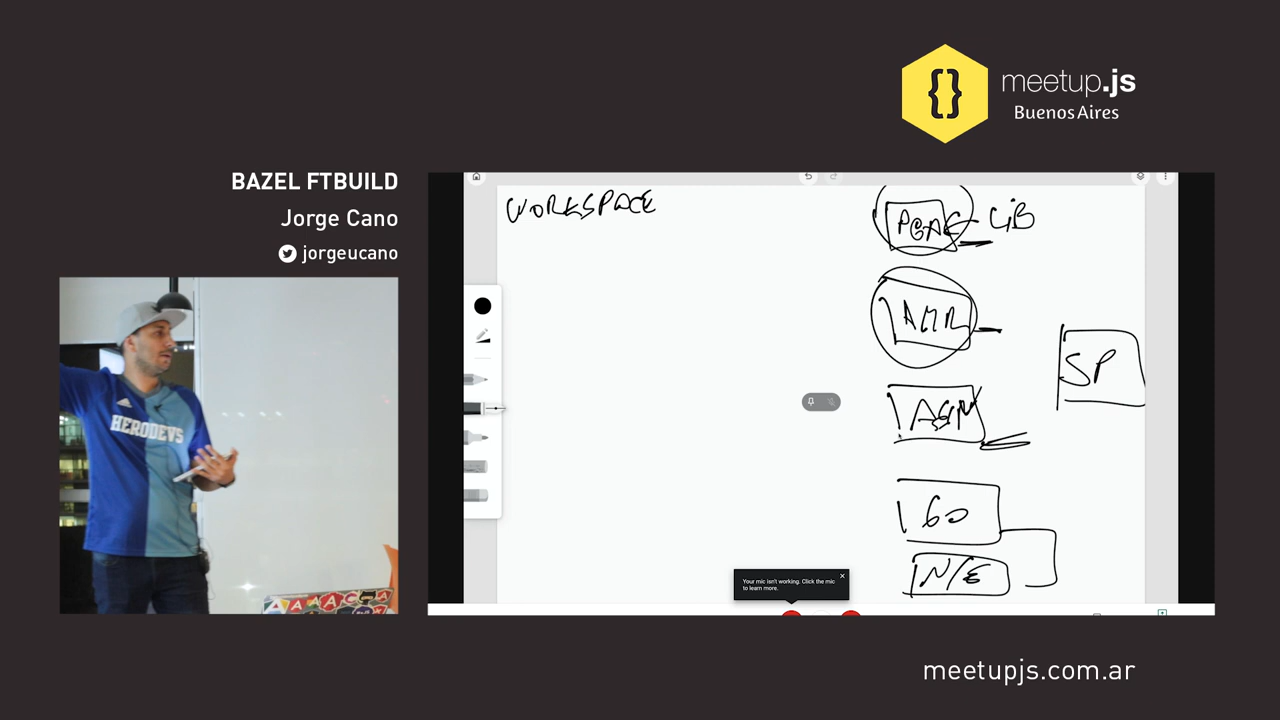 meetup.js
Buenos Aires
BAZEL FTBUILD
Jorge Cano
jorgeucano
HERODEVS
WORKSPACE
LIB
SP
GO
N/E
Your mic isn't working. Click the mic
to learn more.
meetupjs.com.ar